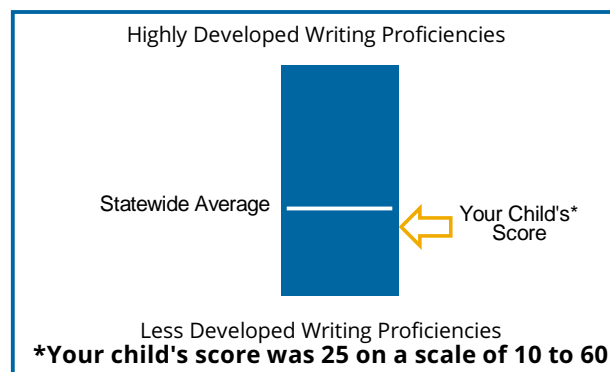 Highly Developed Writing Proficiencies
Statewide Average
Your Child's*
Score
Less Developed Writing Proficiencies
*Your child's score was 25 on a scale of 10 to 60